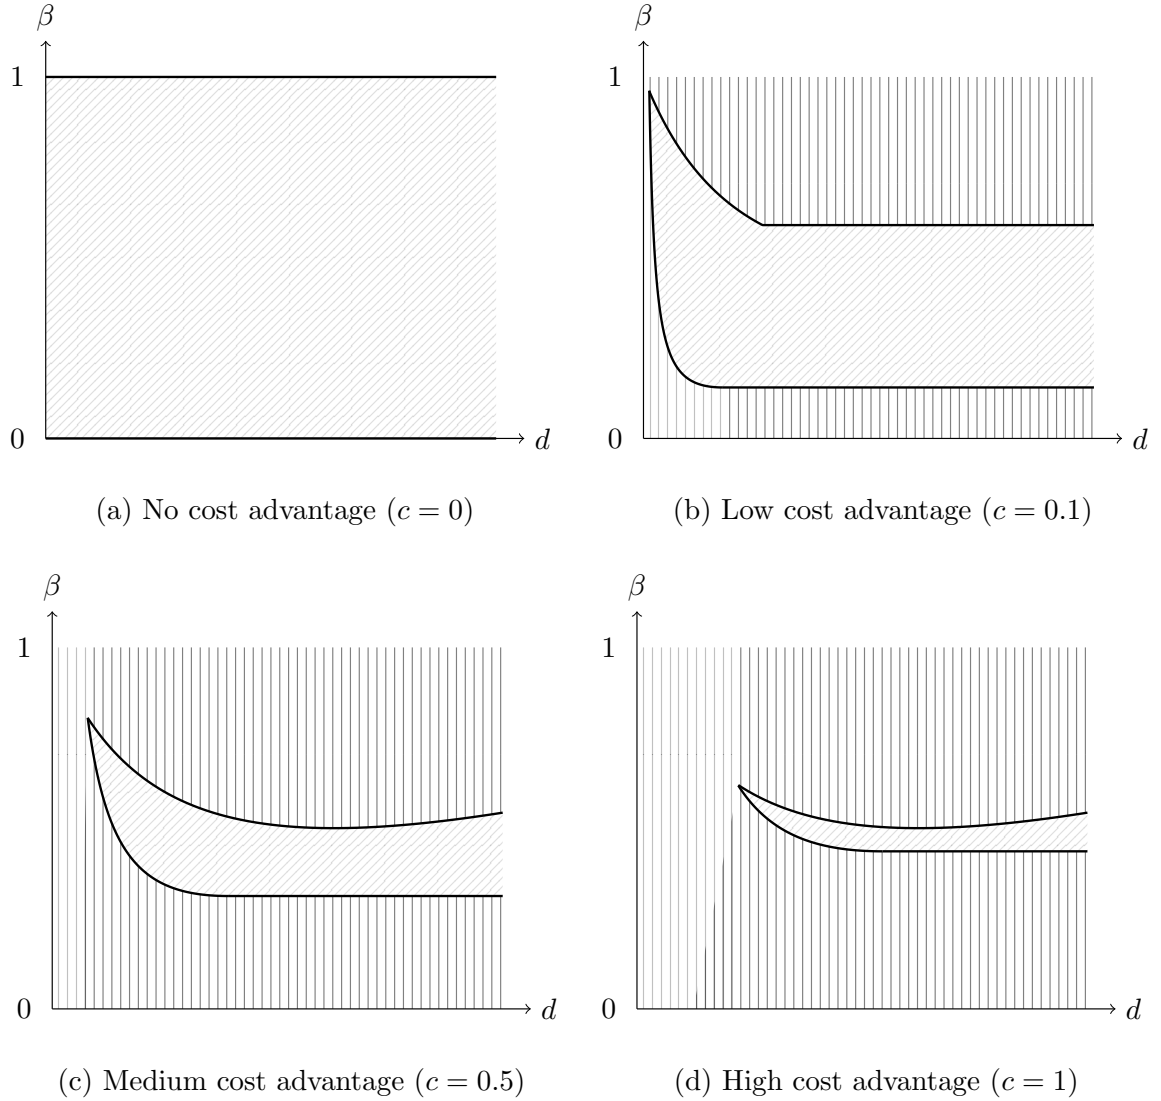 β
1
0
d
(a) No cost advantage (c = 0)
β
1
0
d
(b) Low cost advantage (c = 0.1)
β
1
0
d
(c) Medium cost advantage (c = 0.5)
β
1
0
d
(d) High cost advantage (c = 1)